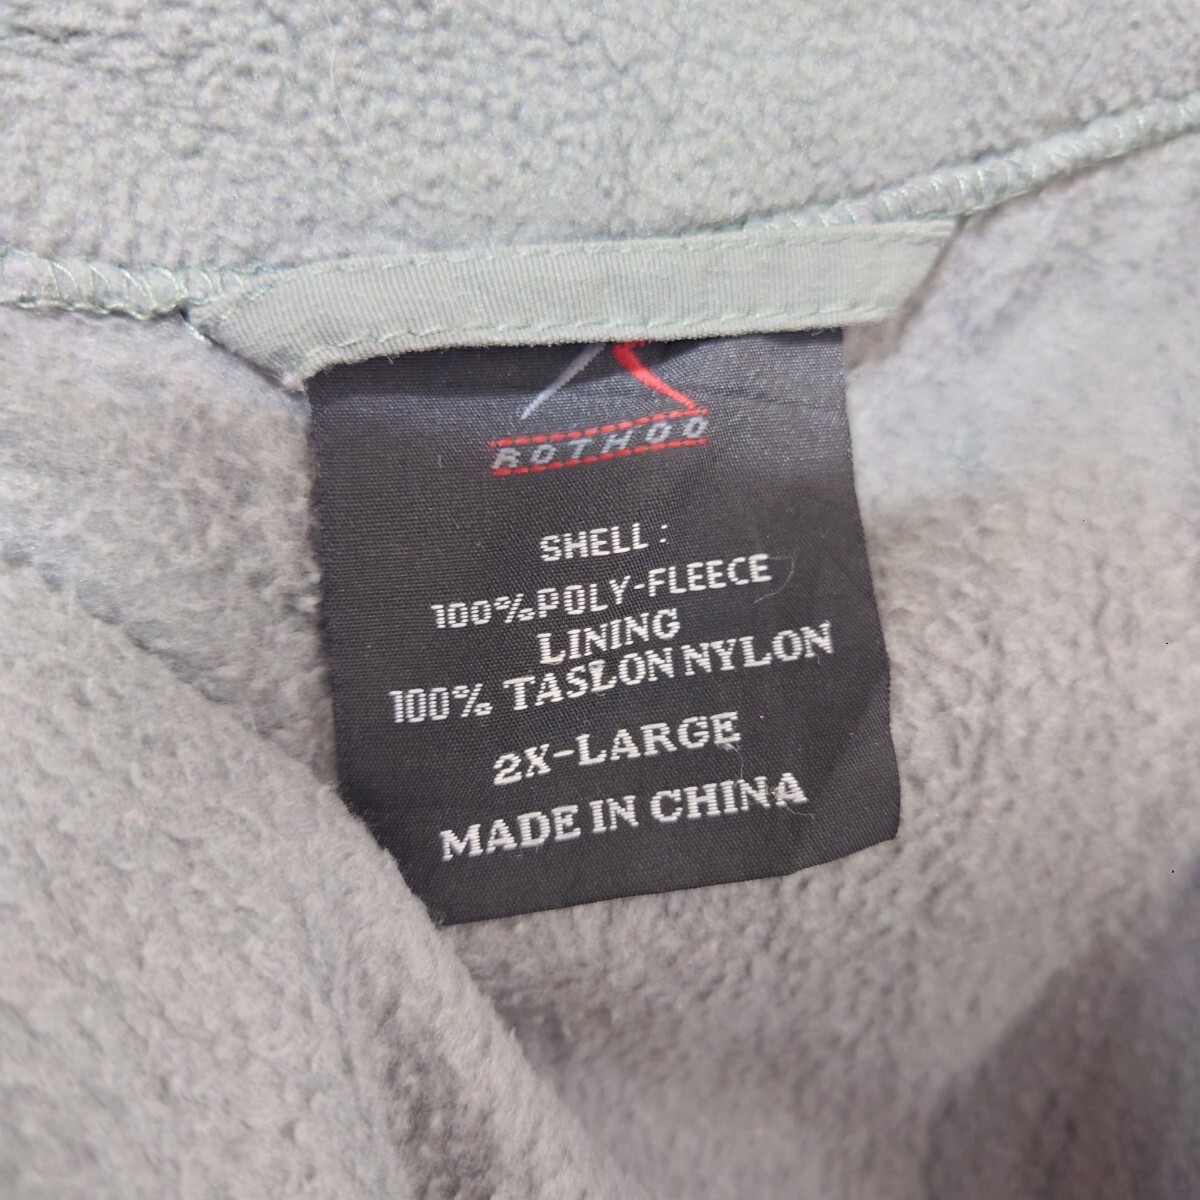 ROTHCO
SHELL :
100%POLY-FLEECE
LINING
100% TASLON NYLON
2X-LARGE
MADE IN CHINA